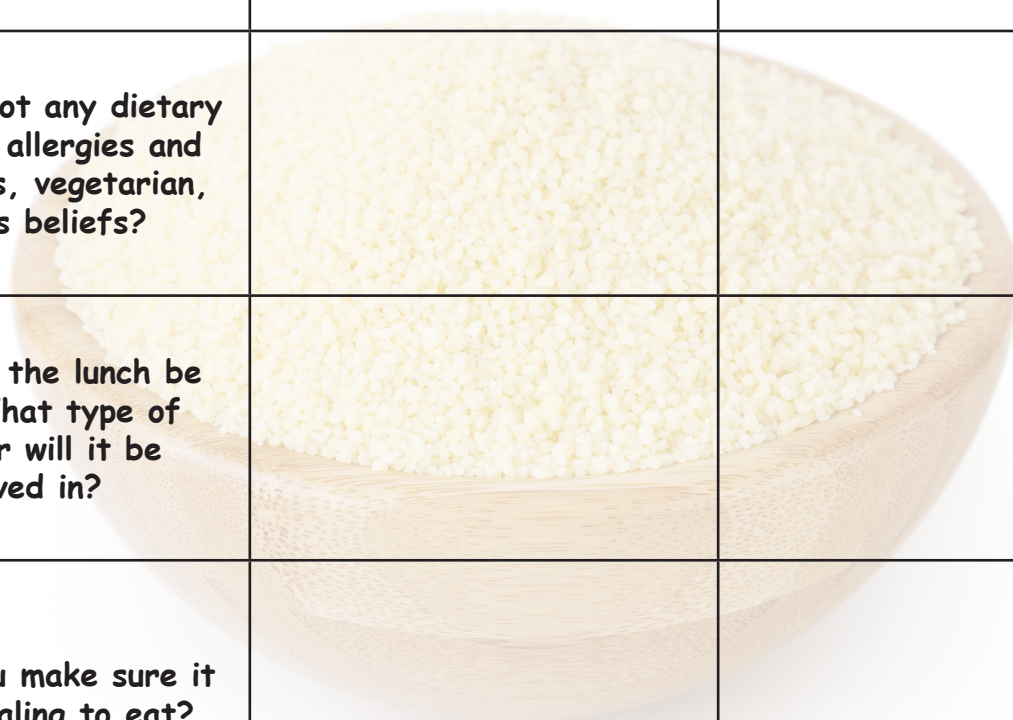 ot any dietary
allergies and
s, vegetarian,
s beliefs?
the lunch be
hat type of
r will it be
ved in?
u make sure it
aling to eat?